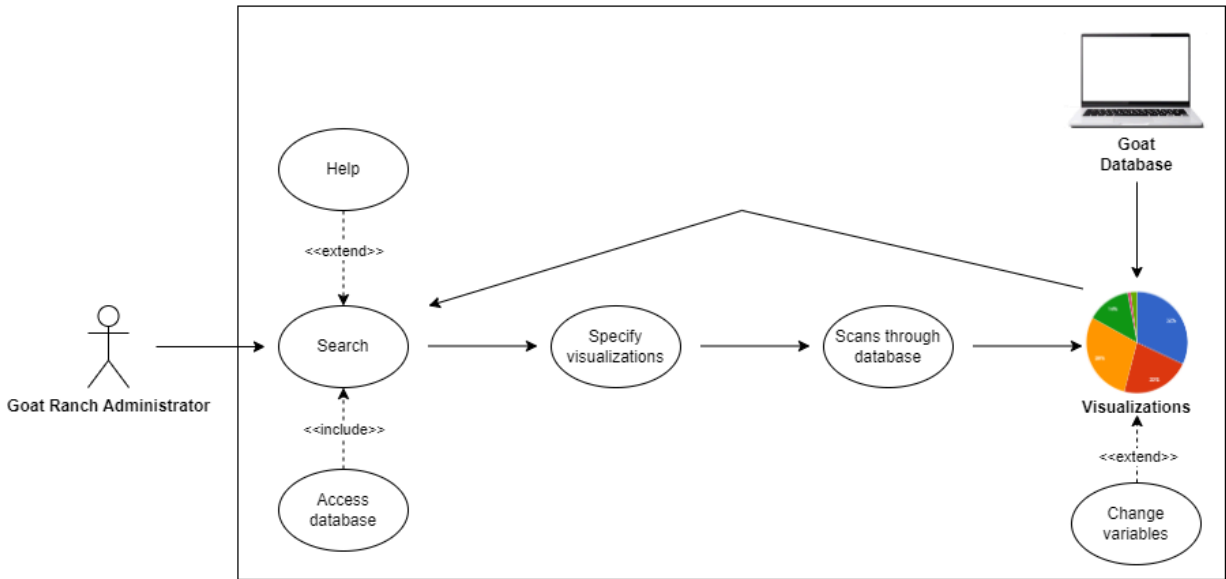 Goat
Database
Help
<<extend>>
Search
Specify
visualizations
Scans through
database
Goat Ranch Administrator
Visualizations
<<include>>
<<extend>>
Access
database
Change
variables